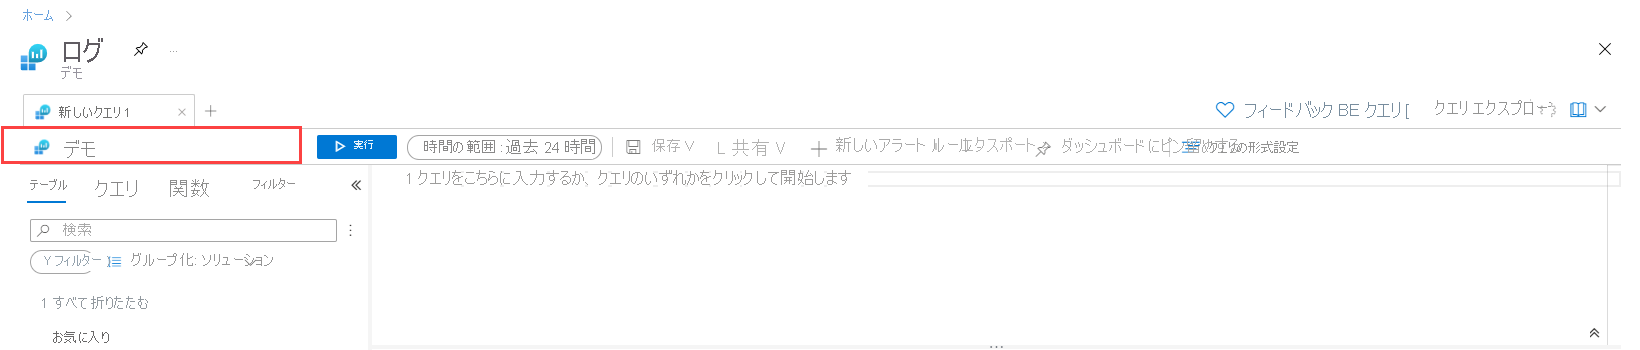 ホーム
ログ
デモ
新しいクエリ 1
フィードバック BE クエリ [
クエリ エクスプロ
デモ
実行
時間の範囲 : 過去 24 時間
保存
L 共有
新しいアラート ルール
エクスポート
ダッシュボードにピン留めする
クエリの形式設定
テーブル
クエリ
関数
フィルター
1 クエリをこちらに入力するか、クエリのいずれかをクリックして開始します
検索
Y フィルター
グループ化: ソリューション
1 すべて折りたたむ
お気に入り